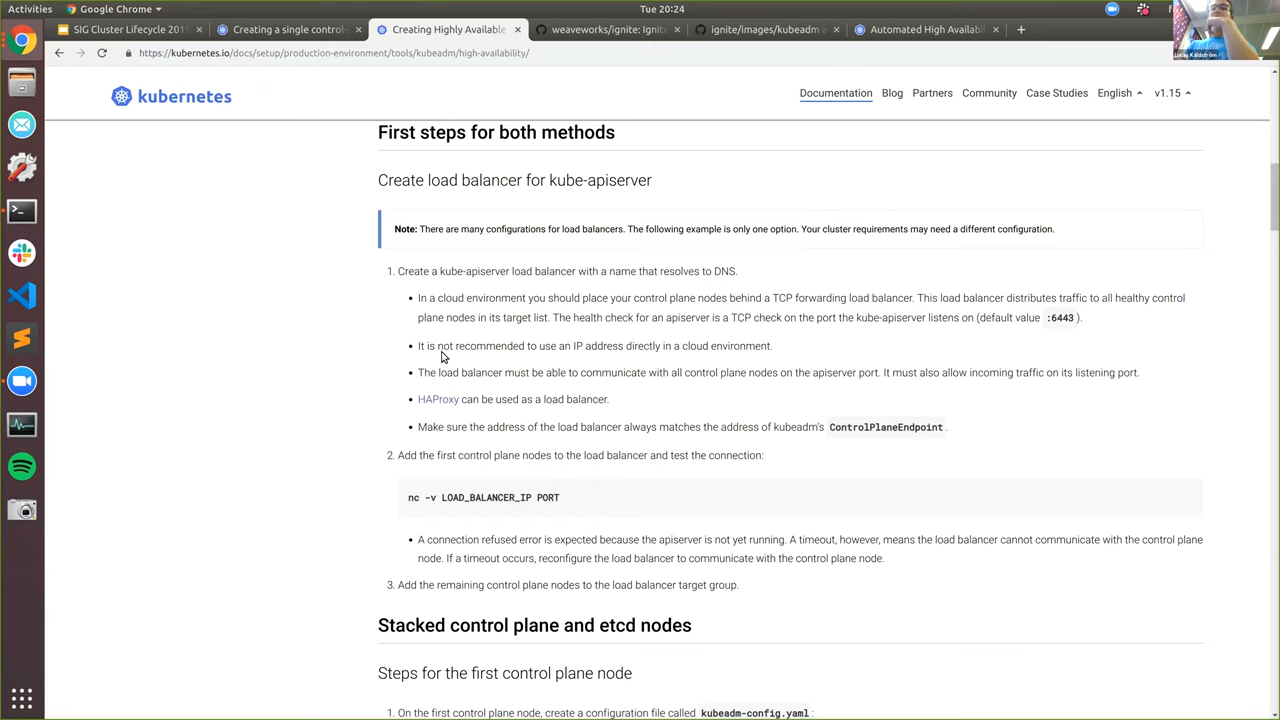 Activities
Google Chrome
Tue 20:24
SIG Cluster Lifecycle 2019
Creating a single control-
Creating Highly Available
weaveworks/ignite: Ignite
ignite/images/kubeadm a
Automated High Availabili
https://kubernetes.io/docs/setup/production-environment/tools/kubeadm/high-availability/
Lucas Käldström
kubernetes
Documentation
Blog
Partners
Community
Case Studies
English
v1.15
First steps for both methods
Create load balancer for kube-apiserver
Note: There are many configurations for load balancers. The following example is only one option. Your cluster requirements may need a different configuration.
1. Create a kube-apiserver load balancer with a name that resolves to DNS.
• In a cloud environment you should place your control plane nodes behind a TCP forwarding load balancer. This load balancer distributes traffic to all healthy control
plane nodes in its target list. The health check for an apiserver is a TCP check on the port the kube-apiserver listens on (default value :6443 ).
• It is not recommended to use an IP address directly in a cloud environment.
• The load balancer must be able to communicate with all control plane nodes on the apiserver port. It must also allow incoming traffic on its listening port.
• HAProxy can be used as a load balancer.
• Make sure the address of the load balancer always matches the address of kubeadm's ControlPlaneEndpoint .
2. Add the first control plane nodes to the load balancer and test the connection:
nc -v LOAD_BALANCER_IP PORT
• A connection refused error is expected because the apiserver is not yet running. A timeout, however, means the load balancer cannot communicate with the control plane
node. If a timeout occurs, reconfigure the load balancer to communicate with the control plane node.
3. Add the remaining control plane nodes to the load balancer target group.
Stacked control plane and etcd nodes
Steps for the first control plane node
1. On the first control plane node, create a configuration file called kubeadm-config.yaml :